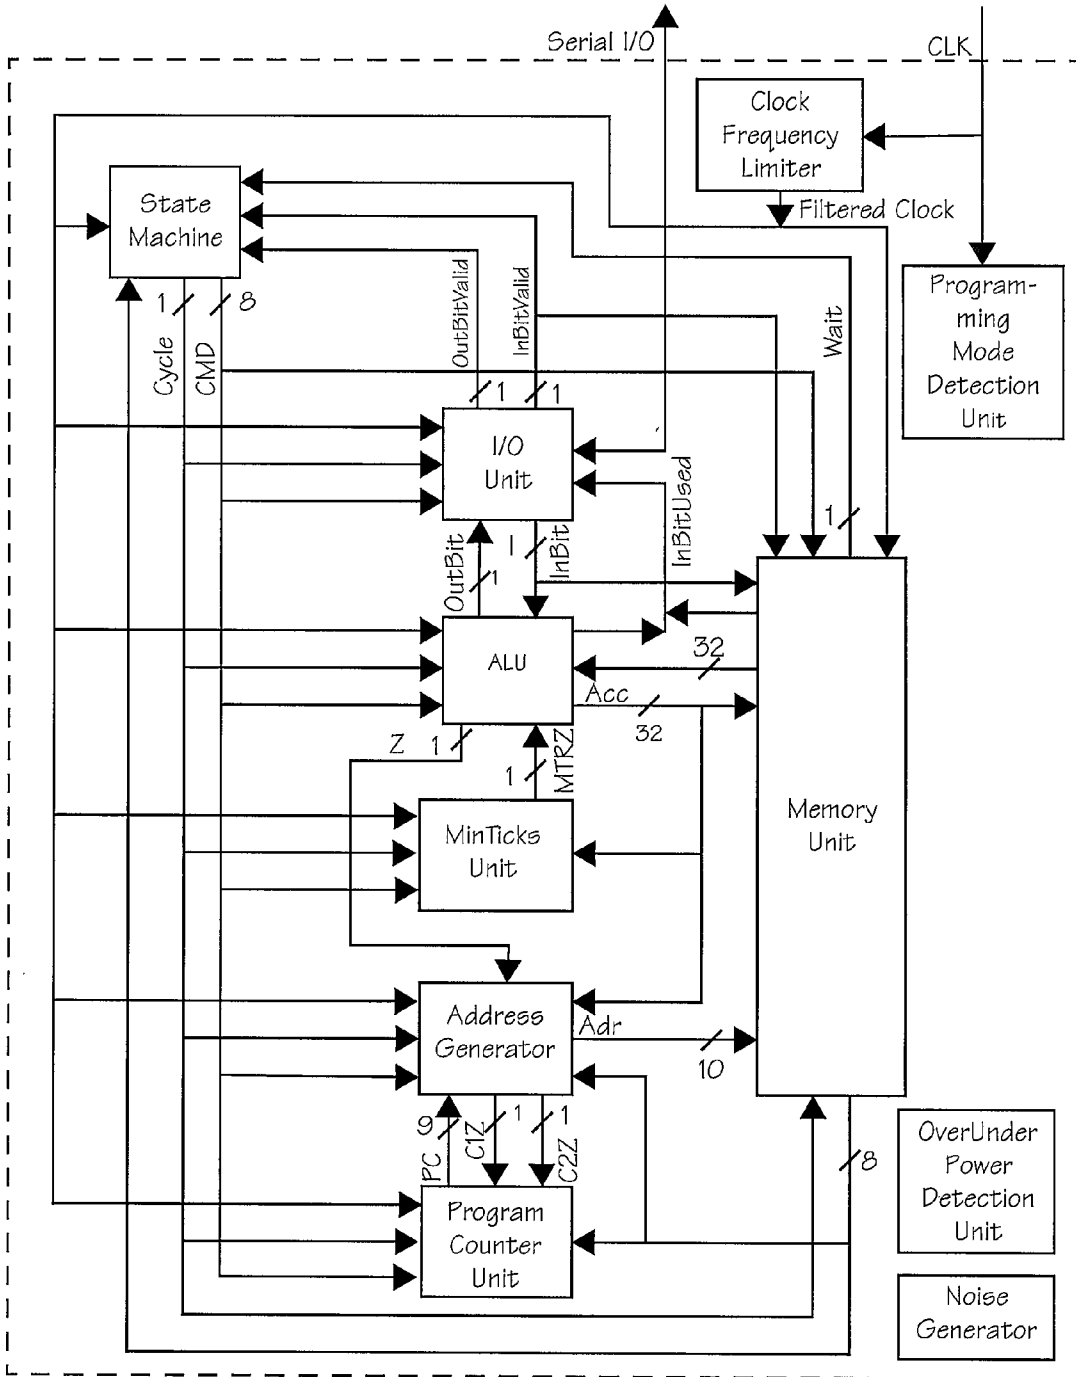 Serial I/O
CLK
Clock
Frequency
Limiter
Filtered Clock
State
Machine
Program-
ming
Mode
Detection
Unit
1
8
Cycle
CMD
OutBitValid
InBitValid
Wait
1
1
1
I/O
Unit
InBitUsed
OutBit
1
1
InBit
ALU
32
Acc
32
Z
1
1
MTRZ
MinTicks
Unit
Memory
Unit
Address
Generator
Adr
10
9
PC
C1Z
1
1
C2Z
8
Program
Counter
Unit
OverUnder
Power
Detection
Unit
Noise
Generator